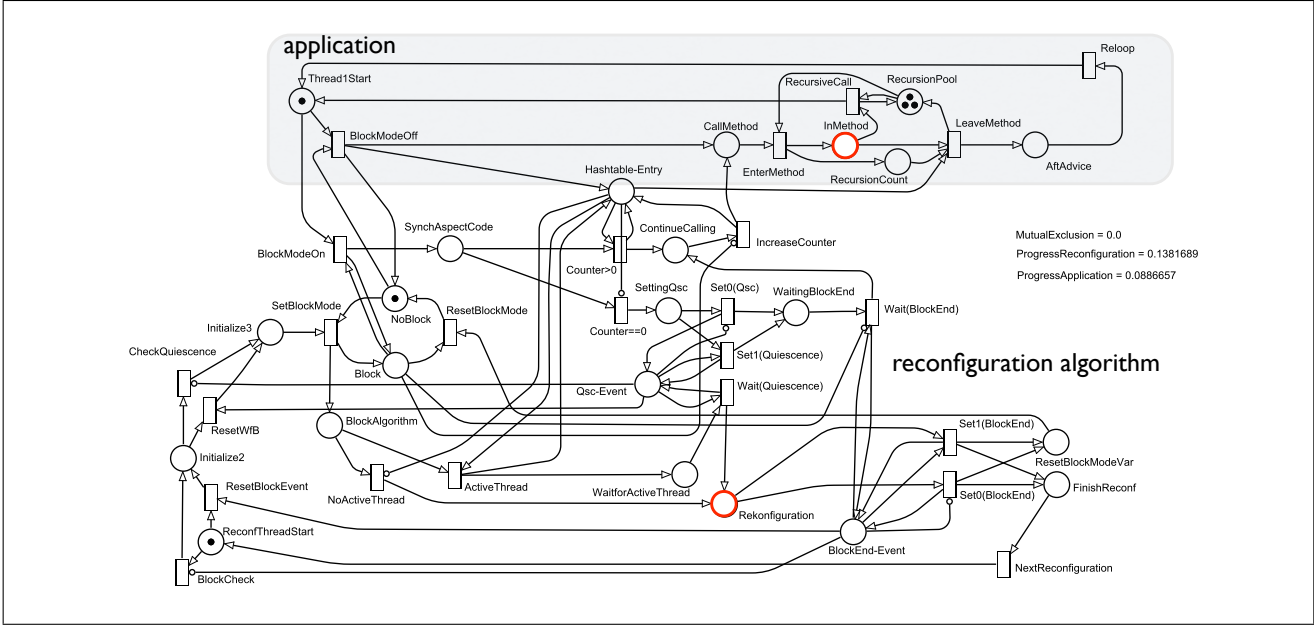 application
Reloop
Thread1Start
RecursiveCall
RecursionPool
BlockModeOff
CallMethod
InMethod
LeaveMethod
EnterMethod
RecursionCount
AftAdvice
Hashtable-Entry
SynchAspectCode
ContinueCalling
IncreaseCounter
BlockModeOn
Counter>0
MutualExclusion = 0.0
ProgressReconfiguration = 0.1381689
ProgressApplication = 0.0886657
SettingQsc
Set0(Qsc)
WaitingBlockEnd
SetBlockMode
NoBlock
ResetBlockMode
Wait(BlockEnd)
Initialize3
Counter==0
CheckQuiescence
Set1(Quiescence)
reconfiguration algorithm
Block
Qsc-Event
Wait(Quiescence)
ResetWfB
BlockAlgorithm
Set1(BlockEnd)
Initialize2
ResetBlockModeVar
ResetBlockEvent
NoActiveThread
ActiveThread
WaitforActiveThread
FinishReconf
Set0(BlockEnd)
Rekonfiguration
ReconfThreadStart
BlockEnd-Event
NextReconfiguration
BlockCheck